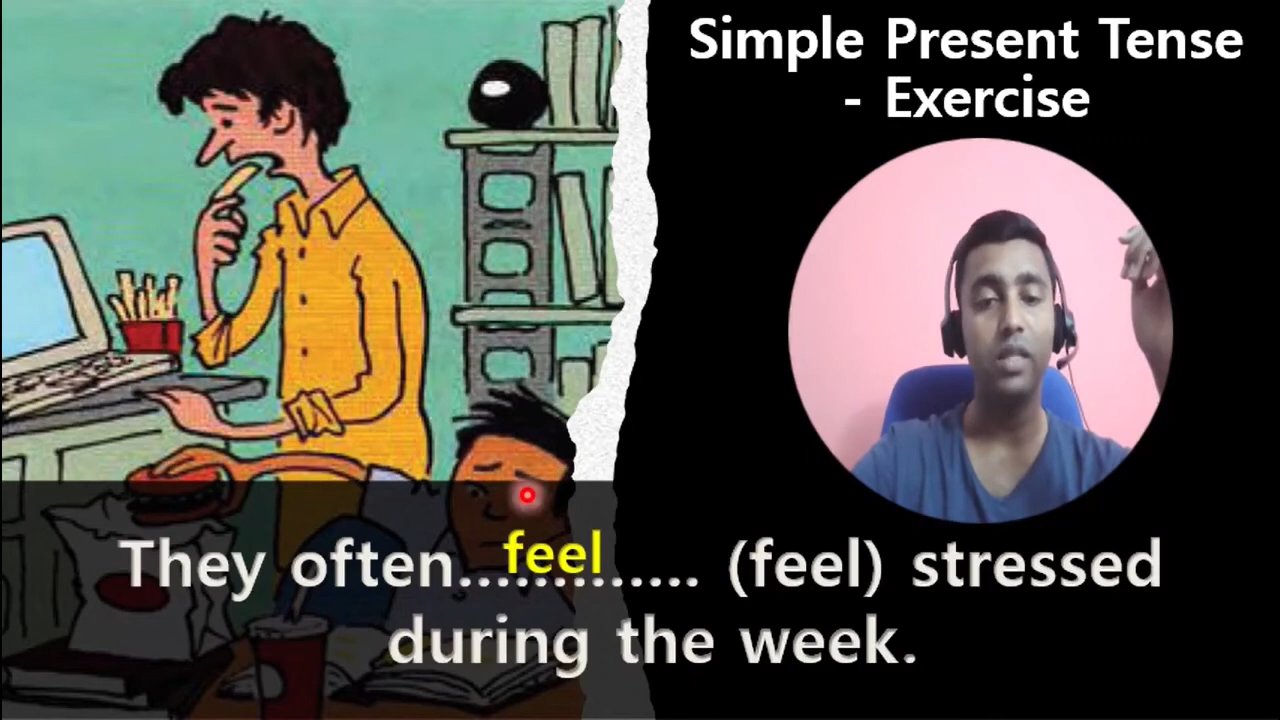 Simple Present Tense
- Exercise
They often.....feel....... (feel) stressed
during the week.